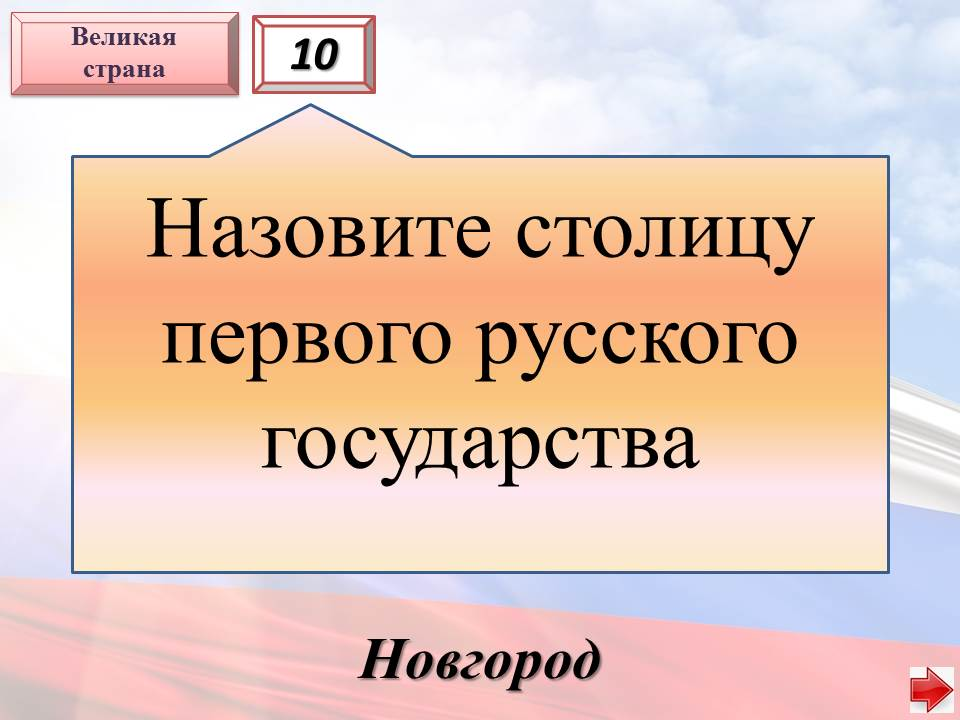 Великая
страна
10
Назовите столицу
первого русского
государства
Новгород